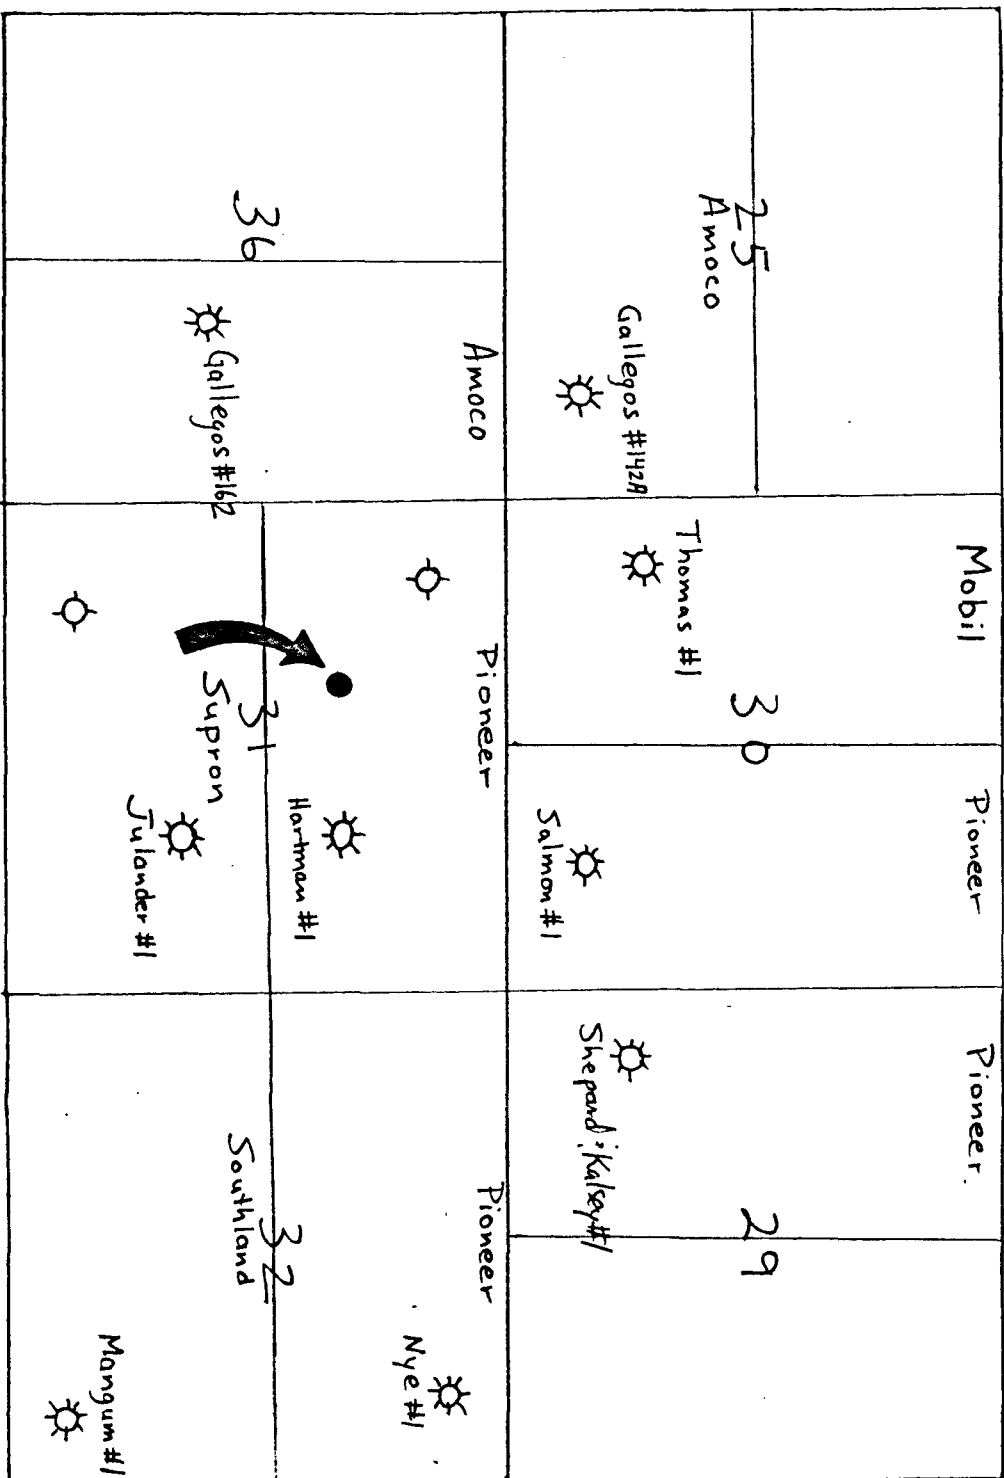 Mobil
Pioneer
Pioneer
25
30
29
Amoco
Thomas #1
Gallegos #142A
Salmon #1
Shepard & Kalsey #1
Amoco
Pioneer
Pioneer
Nye #1
Hartman #1
36
31
32
Gallegos #162
Supron
Southland
Julander #1
Mangum #1